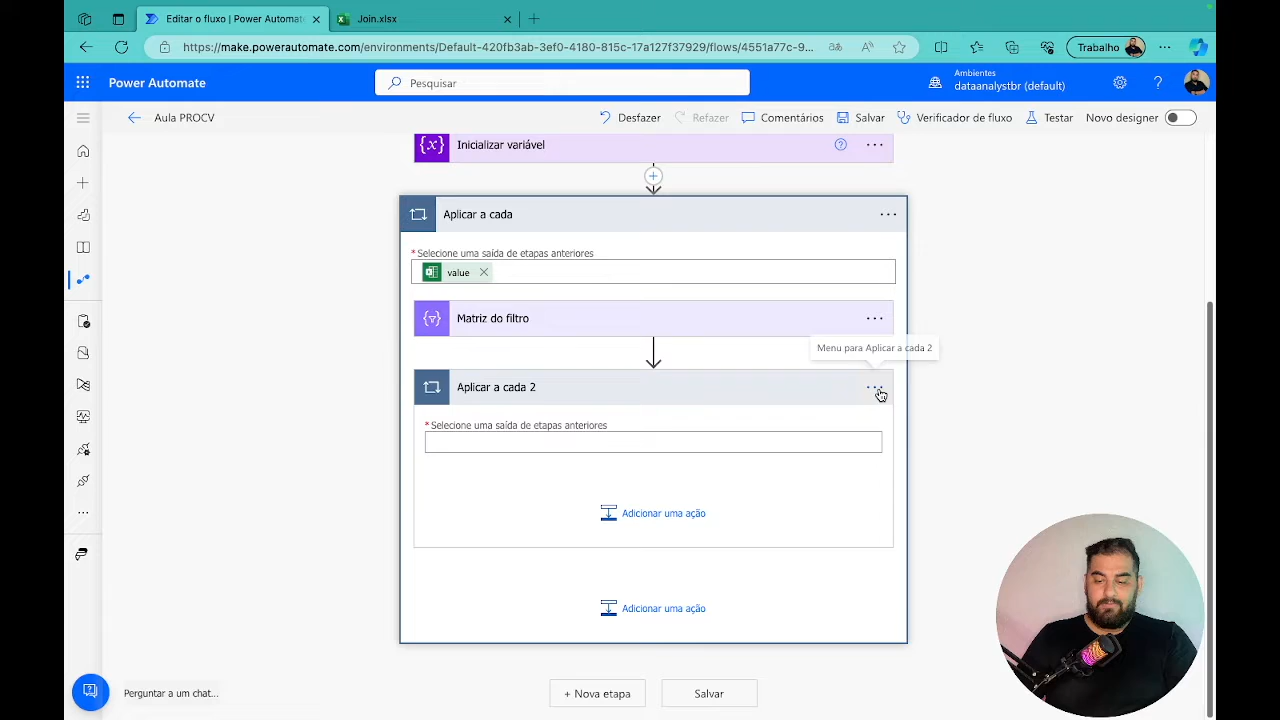 Editar o fluxo | Power Automate
Join.xlsx
https://make.powerautomate.com/environments/Default-420fb3ab-3ef0-4180-815c-17a127f37929/flows/4551a77c-9...
Trabalho
Power Automate
Pesquisar
Ambientes
dataanalystbr (default)
Aula PROCV
Desfazer
Refazer
Comentários
Salvar
Verificador de fluxo
Testar
Novo designer
Inicializar variável
Aplicar a cada
* Selecione uma saída de etapas anteriores
value
Matriz do filtro
Menu para Aplicar a cada 2
Aplicar a cada 2
* Selecione uma saída de etapas anteriores
Adicionar uma ação
Adicionar uma ação
Perguntar a um chat...
+ Nova etapa
Salvar